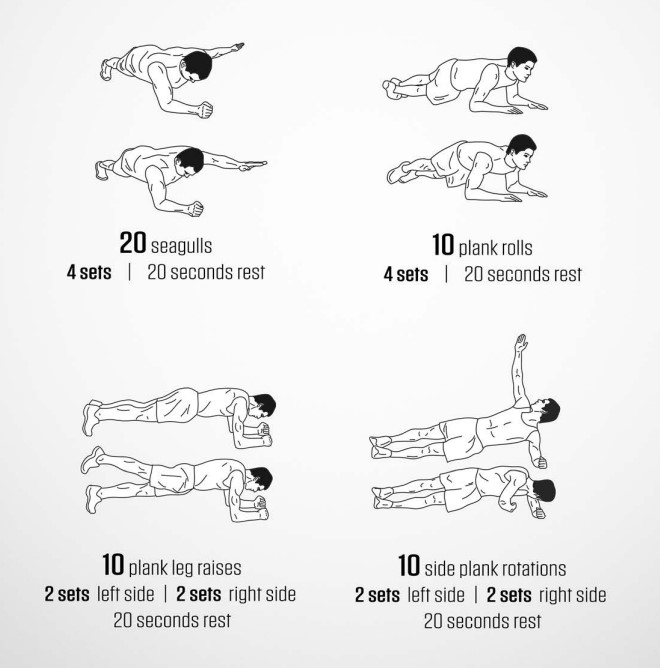 20 seagulls
4 sets | 20 seconds rest
10 plank rolls
4 sets | 20 seconds rest
10 plank leg raises
2 sets left side | 2 sets right side
20 seconds rest
10 side plank rotations
2 sets left side | 2 sets right side
20 seconds rest